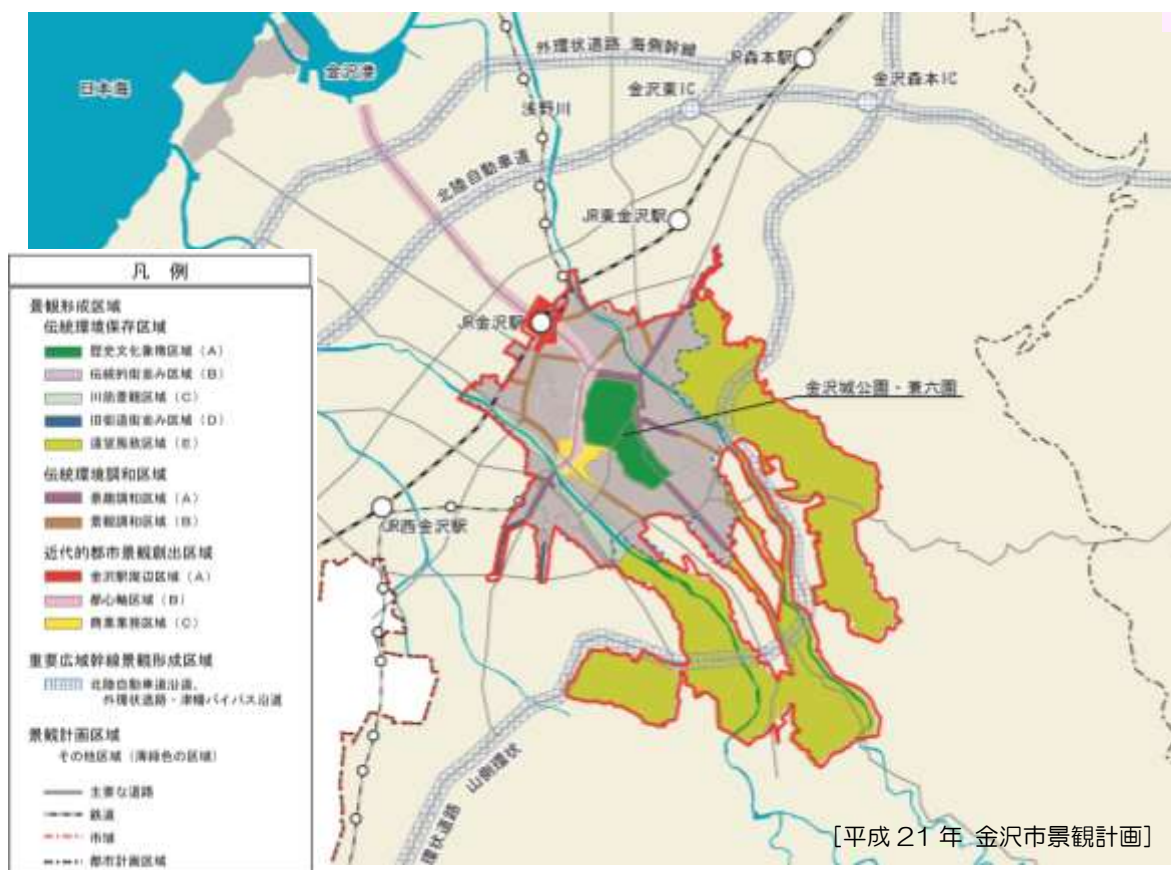 外環状道路 海側幹線
JR森本駅
金沢港
日本海
金沢東IC
金沢森本IC
浅野川
北陸自動車道
JR東金沢駅
凡 例
景観形成区域
伝統環境保存区域
歴史文化象徴区域(A)
伝統的街並み区域(B)
川筋景観区域(C)
旧街道街並み区域(D)
遠望風致区域(E)
伝統環境調和区域
景趣調和区域(A)
景観調和区域(B)
近代的都市景観創出区域
金沢駅周辺区域(A)
都心軸区域(B)
商業業務区域(C)
重要広域幹線景観形成区域
北陸自動車道沿道、
外環状道路・津幡バイパス沿道
景観計画区域
その他区域(薄緑色の区域)
主要な道路
鉄道
市域
都市計画区域
JR金沢駅
金沢城公園・兼六園
JR西金沢駅
環状道路 山側環状
[平成21年 金沢市景観計画]